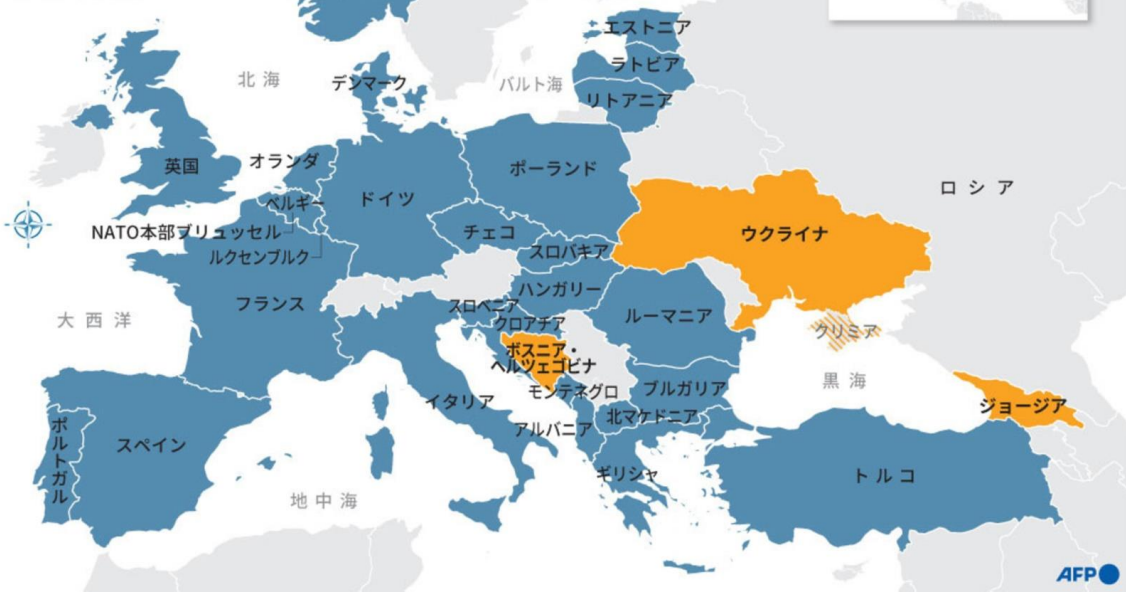 エストニア
ラトビア
リトアニア
北海
デンマーク
バルト海
英国
オランダ
ベルギー
ドイツ
ポーランド
ロシア
NATO本部ブリュッセル
ルクセンブルク
チェコ
スロバキア
ウクライナ
ハンガリー
フランス
スロベニア
クロアチア
ルーマニア
大西洋
クリミア
ボスニア・
ヘルツェゴビナ
モンテネグロ
黒海
ブルガリア
イタリア
ジョージア
アルバニア
北マケドニア
ポルトガル
スペイン
ギリシャ
トルコ
地中海
AFP